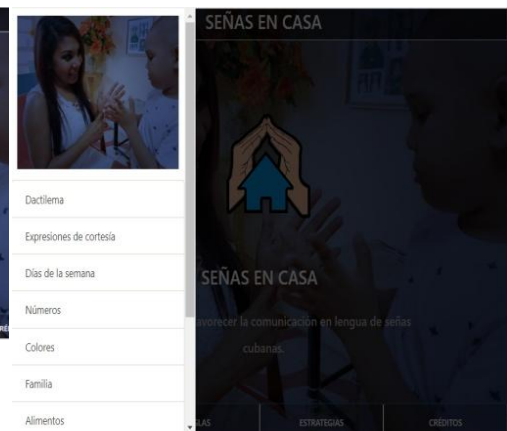 SEÑAS EN CASA
Dactilema
Expresiones de cortesía
Días de la semana
Números
Colores
Familia
Alimentos
SEÑAS EN CASA
avorecer la comunicación en lengua de señas
cubanas.
GLAS
ESTRATEGIAS
CRÉDITOS